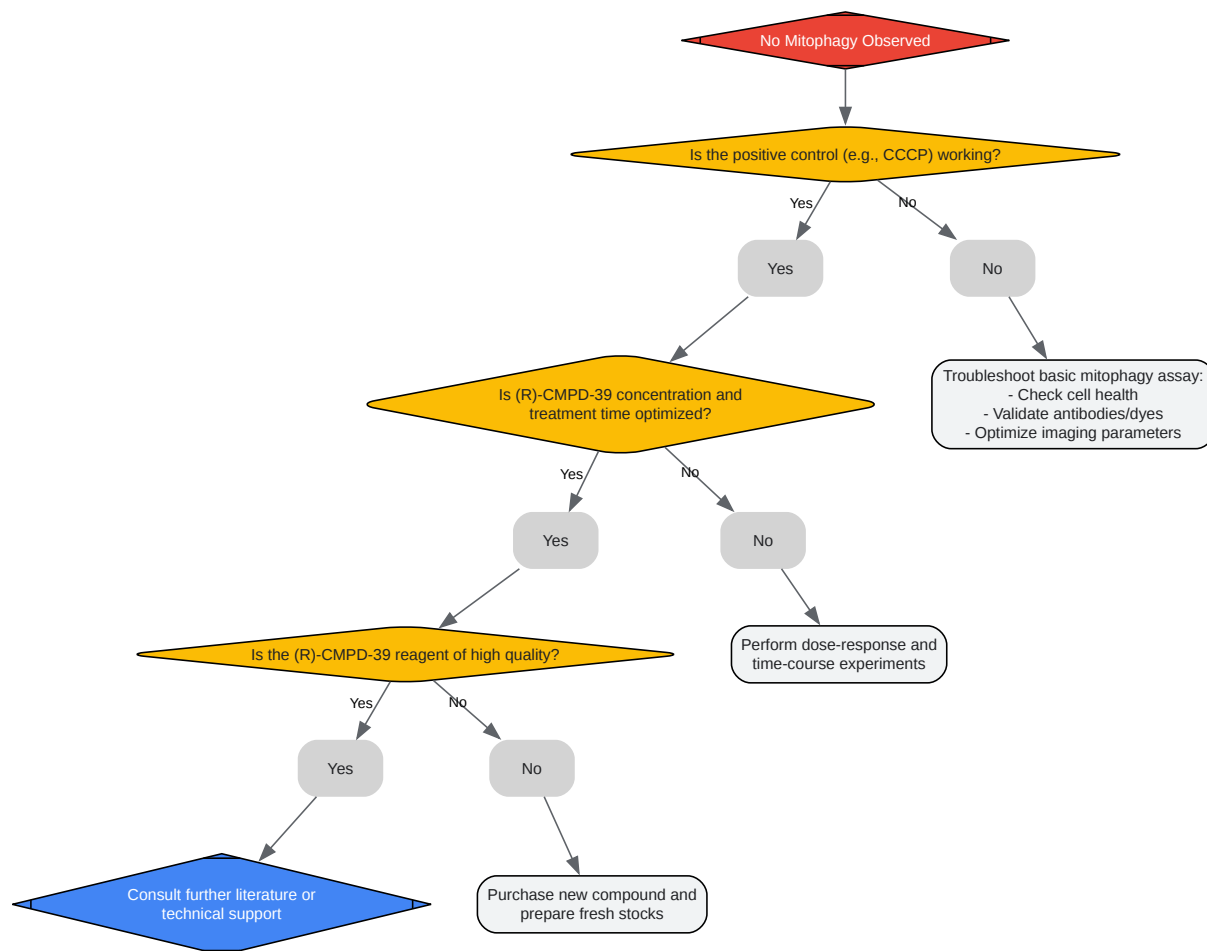 No Mitophagy Observed
Is the positive control (e.g., CCCP) working?
Yes
No
Yes
No
Is (R)-CMPD-39 concentration and
treatment time optimized?
Troubleshoot basic mitophagy assay:
- Check cell health
- Validate antibodies/dyes
- Optimize imaging parameters
Yes
No
Yes
No
Is the (R)-CMPD-39 reagent of high quality?
Perform dose-response and
time-course experiments
Yes
No
Yes
No
Consult further literature or
technical support
Purchase new compound and
prepare fresh stocks